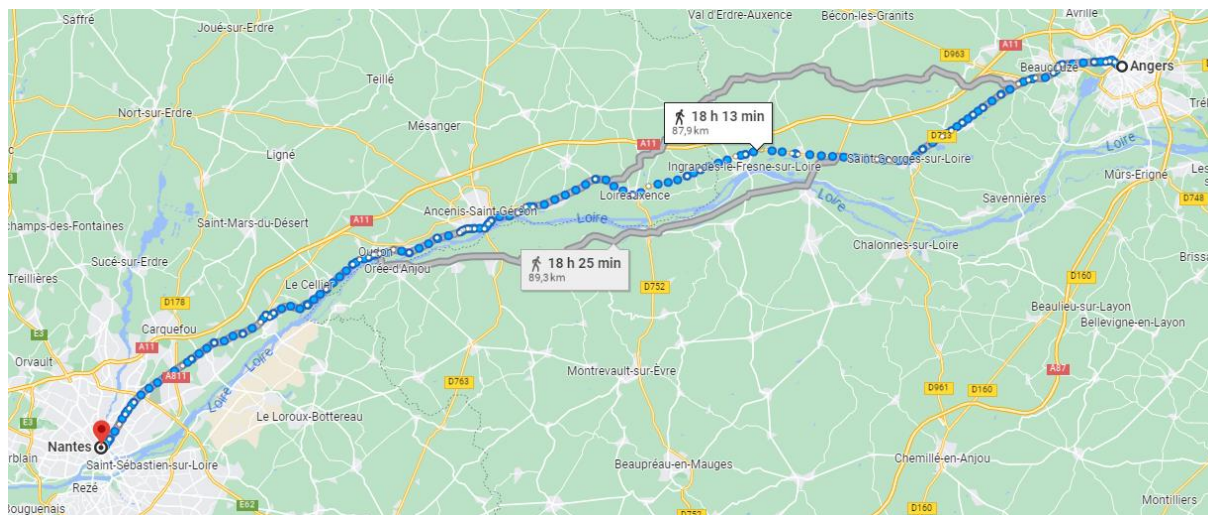 Saffré
Joué-sur-Erdre
Val d'Erdre-Auxence
Bécon-les-Granits
Avrillé
A11
D963
Beaucouzé
Angers
Teillé
Nort-sur-Erdre
Mésanger
A11
18 h 13 min
87,9 km
D723
Loire
Ligné
Ingrandes-le-Fresne-sur-Loire
Saint-Georges-sur-Loire
Mûrs-Erigné
Loireauxence
Savennières
D748
Ancenis-Saint-Géréon
Loire
Loire
Saint-Mars-du-Désert
A11
champs-des-Fontaines
Chalonnes-sur-Loire
Oudon
Orée-d'Anjou
Sucé-sur-Erdre
18 h 25 min
89,3 km
Treillières
Le Cellier
D752
D160
D178
Beaulieu-sur-Layon
Carquefou
Bellevigne-en-Layon
E3
A11
Orvault
Loire
A87
A811
Montrevault-sur-Èvre
D763
D961
D160
Loire
Le Loroux-Bottereau
E3
Nantes
Saint-Sébastien-sur-Loire
Beaupréau-en-Mauges
Chemillé-en-Anjou
Rezé
Montilliers
E62
D160
Bouguenais
D752